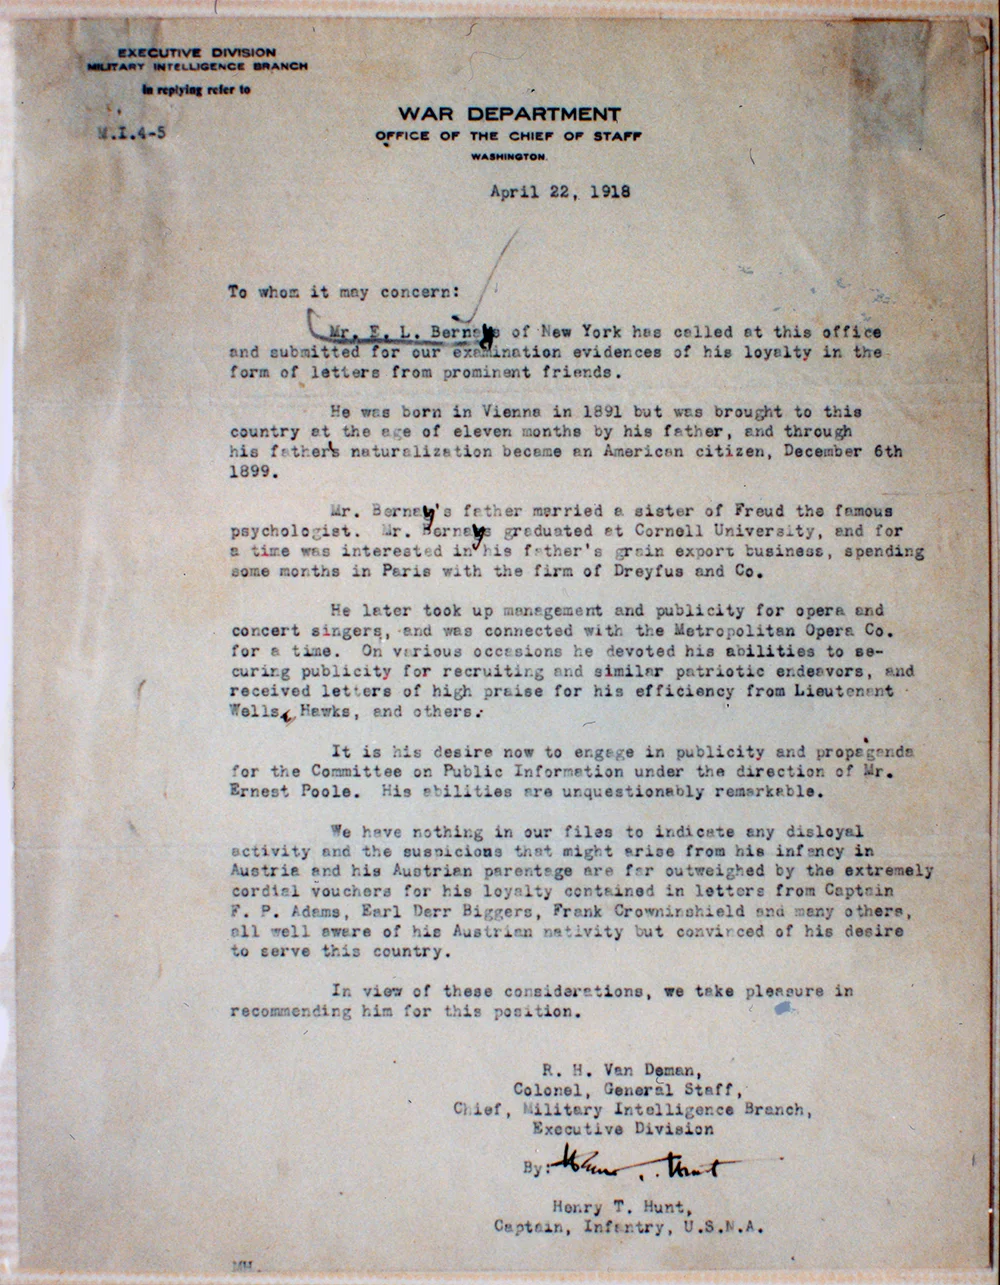 EXECUTIVE DIVISION
MILITARY INTELLIGENCE BRANCH
In replying refer to
M.I.4-5
WAR DEPARTMENT
OFFICE OF THE CHIEF OF STAFF
WASHINGTON.
April 22, 1918
To whom it may concern:
Mr. E. L. Bernays of New York has called at this office
and submitted for our examination evidences of his loyalty in the
form of letters from prominent friends.
He was born in Vienna in 1891 but was brought to this
country at the age of eleven months by his father, and through
his father's naturalization became an American citizen, December 6th
1899.
Mr. Bernay's father married a sister of Freud the famous
psychologist. Mr. Bernays graduated at Cornell University, and for
a time was interested in his father's grain export business, spending
some months in Paris with the firm of Dreyfus and Co.
He later took up management and publicity for opera and
concert singers, and was connected with the Metropolitan Opera Co.
for a time. On various occasions he devoted his abilities to se-
curing publicity for recruiting and similar patriotic endeavors, and
received letters of high praise for his efficiency from Lieutenant
Wells, Hawks, and others.
It is his desire now to engage in publicity and propaganda
for the Committee on Public Information under the direction of Mr.
Ernest Poole. His abilities are unquestionably remarkable.
We have nothing in our files to indicate any disloyal
activity and the suspicions that might arise from his infancy in
Austria and his Austrian parentage are far outweighed by the extremely
cordial vouchers for his loyalty contained in letters from Captain
F. P. Adams, Earl Derr Biggers, Frank Crowninshield and many others,
all well aware of his Austrian nativity but convinced of his desire
to serve this country.
In view of these considerations, we take pleasure in
recommending him for this position.
R. H. Van Deman,
Colonel, General Staff,
Chief, Military Intelligence Branch,
Executive Division
By: Henry T. Hunt
Henry T. Hunt,
Captain, Infantry, U.S.N.A.
MH.